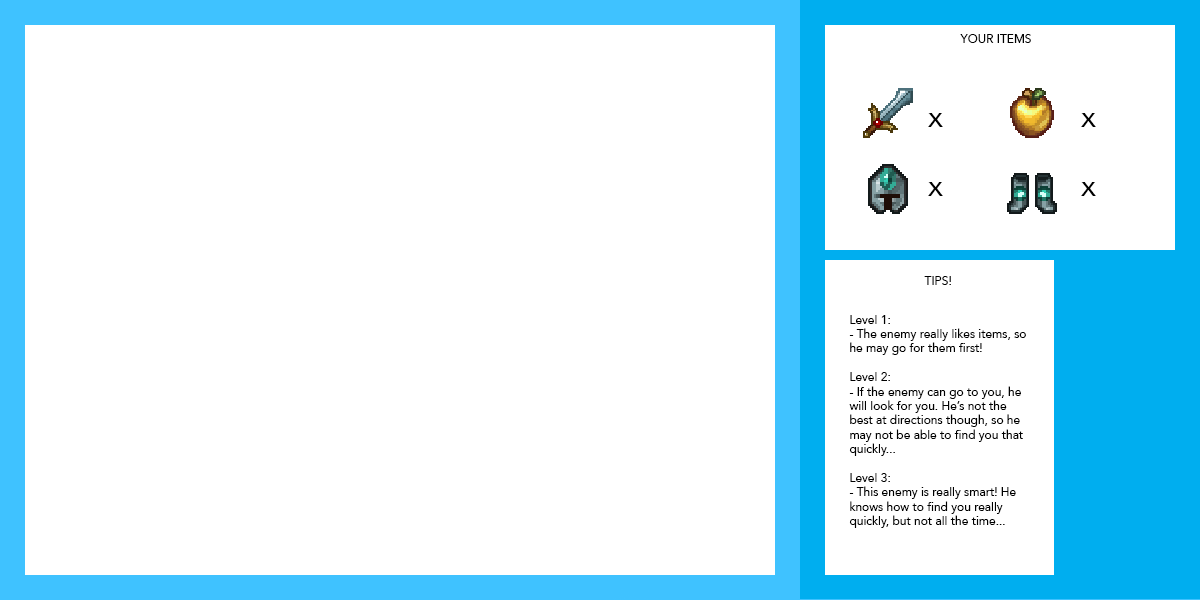 YOUR ITEMS
X X
X X
TIPS!
Level 1:
- The enemy really likes items, so
he may go for them first!
Level 2:
- If the enemy can go to you, he
will look for you. He’s not the
best at directions though, so he
may not be able to find you that
quickly...
Level 3:
- This enemy is really smart! He
knows how to find you really
quickly, but not all the time...